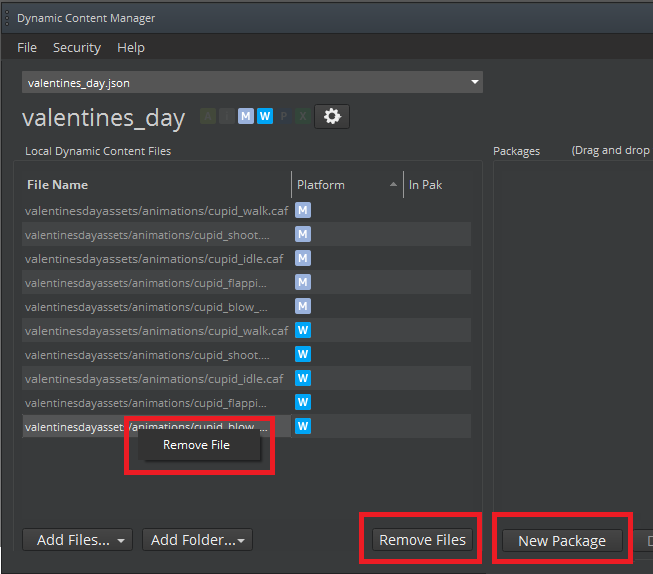 Dynamic Content Manager
File Security Help
valentines_day.json
valentines_day A I M W P X
Local Dynamic Content Files
Packages (Drag and drop
File Name Platform In Pak
valentinesdayassets/animations/cupid_walk.caf M
valentinesdayassets/animations/cupid_shoot.... M
valentinesdayassets/animations/cupid_idle.caf M
valentinesdayassets/animations/cupid_flappi... M
valentinesdayassets/animations/cupid_blow_... M
valentinesdayassets/animations/cupid_walk.caf W
valentinesdayassets/animations/cupid_shoot.... W
valentinesdayassets/animations/cupid_idle.caf W
valentinesdayassets/animations/cupid_flappi... W
valentinesdayassets/animations/cupid_blow_... W
Remove File
Add Files... Add Folder... Remove Files New Package